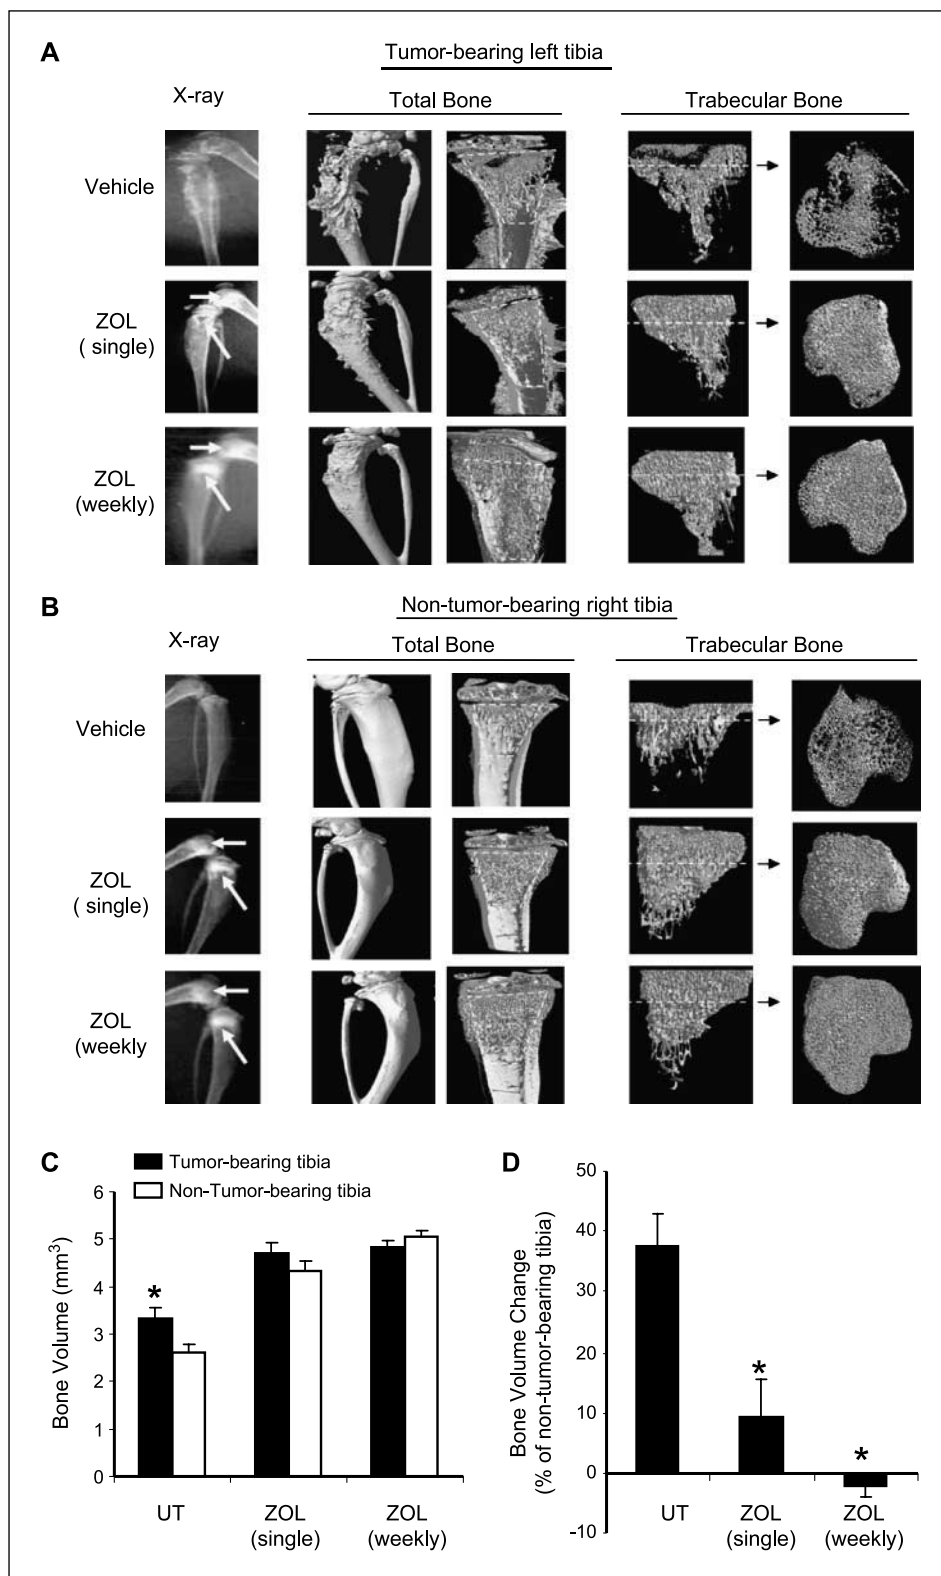 A
Tumor-bearing left tibia
X-ray
Total Bone
Trabecular Bone
Vehicle
ZOL
( single)
ZOL
(weekly)
B
Non-tumor-bearing right tibia
X-ray
Total Bone
Trabecular Bone
Vehicle
ZOL
( single)
ZOL
(weekly
C
Tumor-bearing tibia
Non-Tumor-bearing tibia
Bone Volume (mm³)
6
5
4
3
2
1
0
*
UT
ZOL
(single)
ZOL
(weekly)
D
Bone Volume Change
(% of non-tumor-bearing tibia)
50
40
30
20
10
0
-10
*
*
UT
ZOL
(single)
ZOL
(weekly)